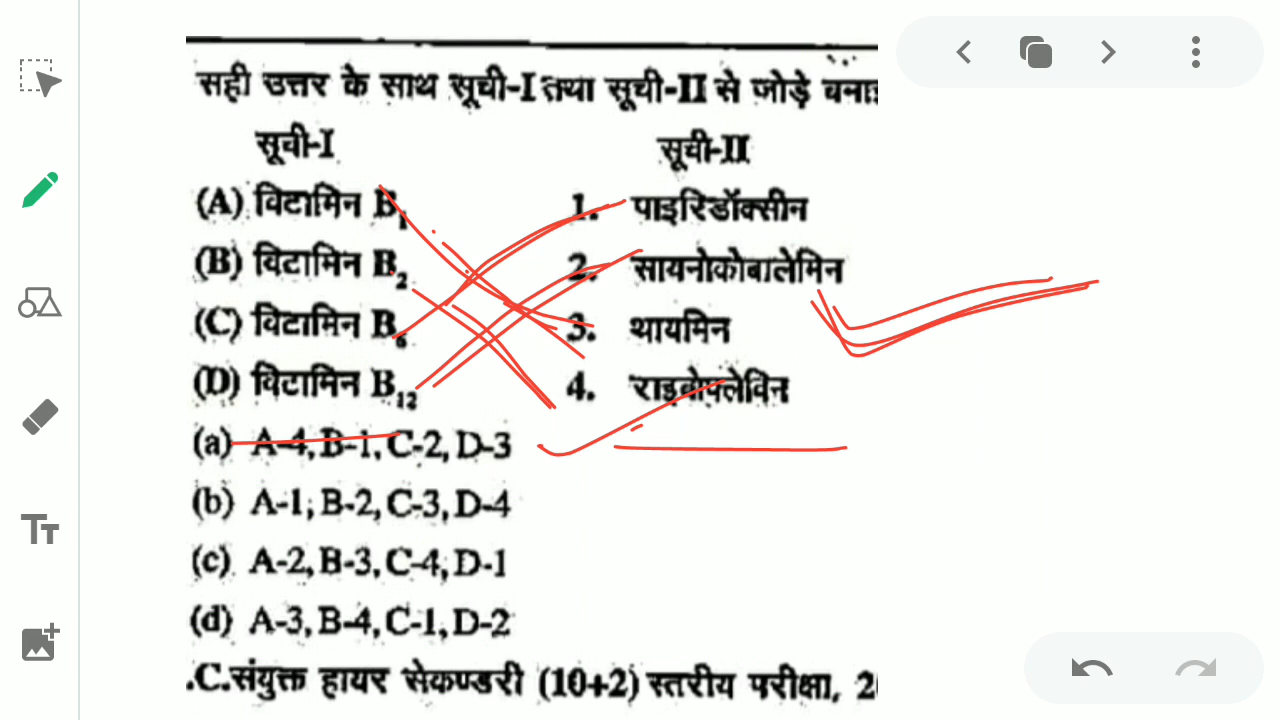 सही उत्तर के साथ सूची-I तथा सूची-II से जोड़े
सूची-I सूची-II
(A) विटामिन B₁ 1. पाइरिडॉक्सीन
(B) विटामिन B₂ 2. सायनोकोबालेमिन
(C) विटामिन B₆ 3. थायमिन
(D) विटामिन B₁₂ 4. राइबोफ्लेविन
(a) A-4, B-1, C-2, D-3
(b) A-1, B-2, C-3, D-4
(c) A-2, B-3, C-4, D-1
(d) A-3, B-4, C-1, D-2
.C.संयुक्त हायर सेकण्डरी (10+2) स्तरीय परीक्षा,
Tt